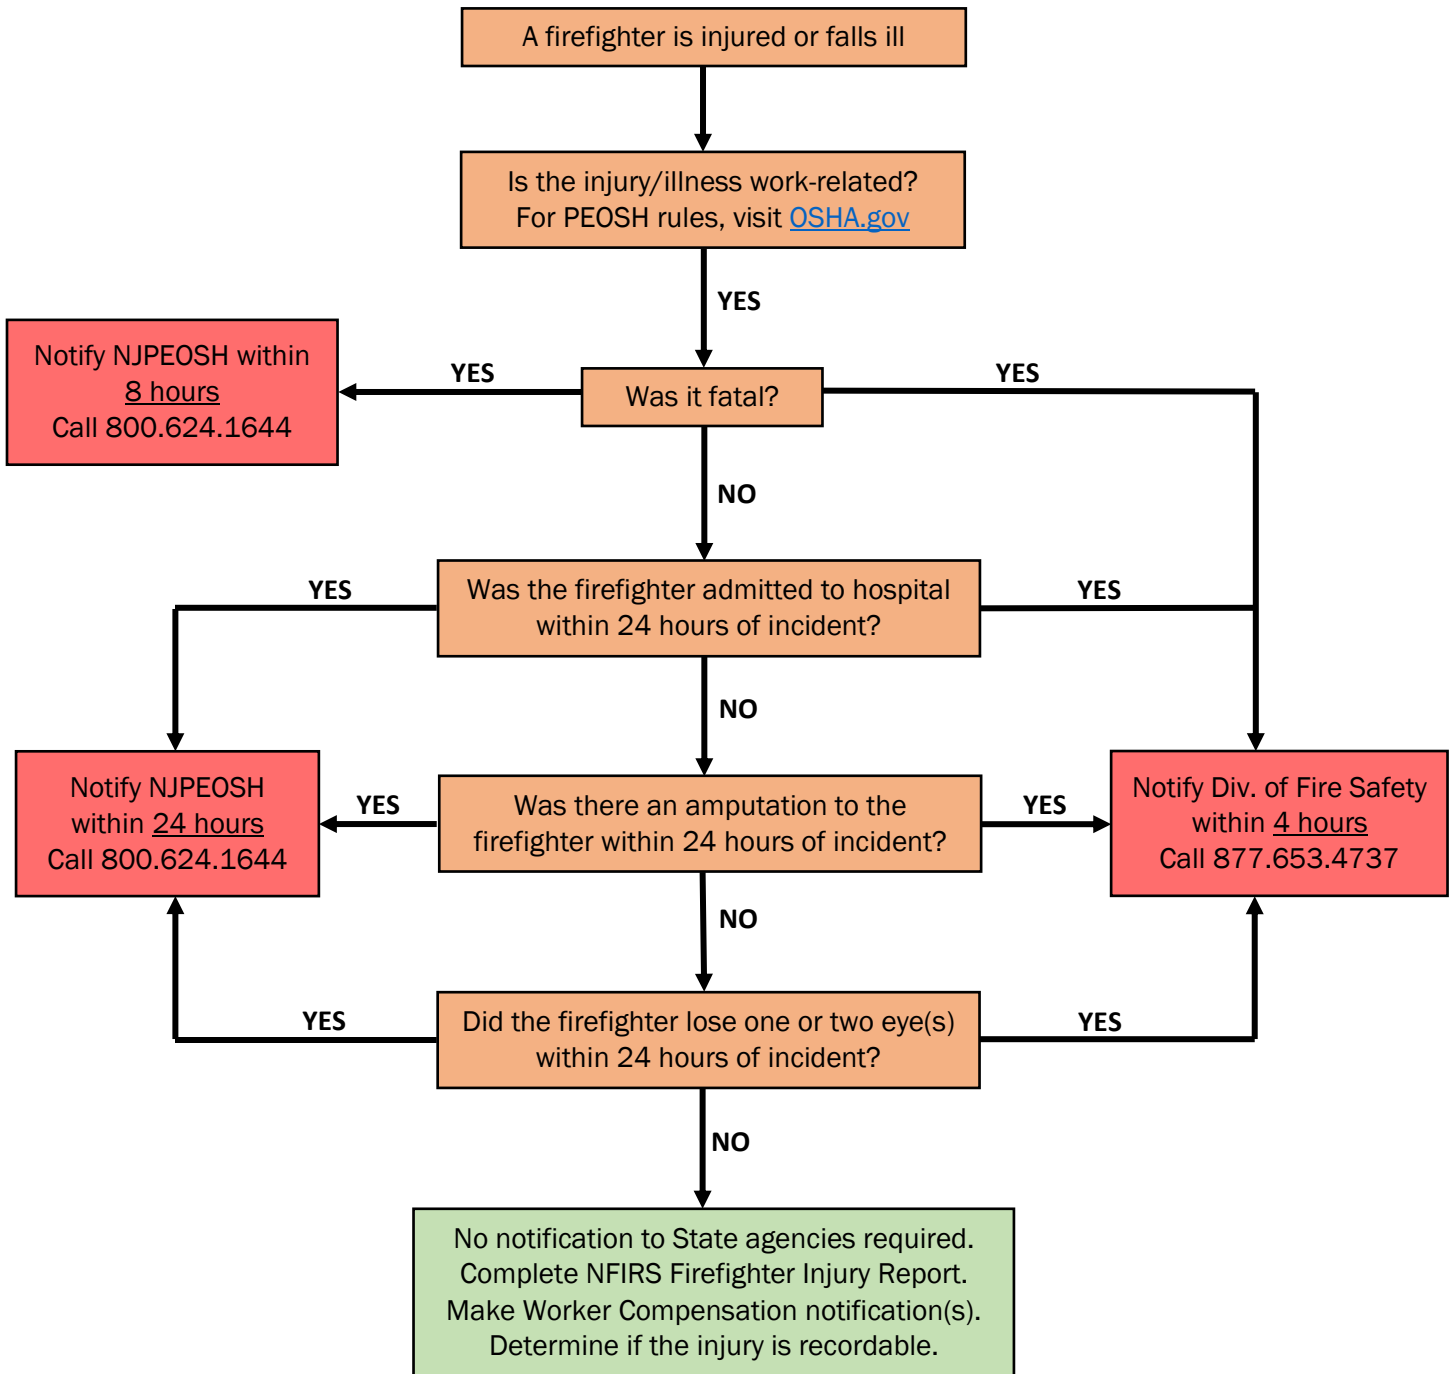 A firefighter is injured or falls ill
Is the injury/illness work-related?
For PEOSH rules, visit OSHA.gov
YES
Notify NJPEOSH within
8 hours
Call 800.624.1644
YES
Was it fatal?
YES
NO
YES
Was the firefighter admitted to hospital
within 24 hours of incident?
YES
NO
Notify NJPEOSH
within 24 hours
Call 800.624.1644
YES
Was there an amputation to the
firefighter within 24 hours of incident?
YES
Notify Div. of Fire Safety
within 4 hours
Call 877.653.4737
NO
YES
Did the firefighter lose one or two eye(s)
within 24 hours of incident?
YES
NO
No notification to State agencies required.
Complete NFIRS Firefighter Injury Report.
Make Worker Compensation notification(s).
Determine if the injury is recordable.